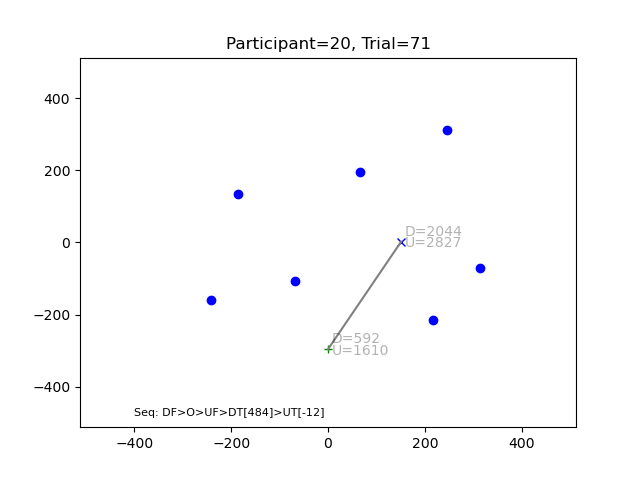 Participant=20, Trial=71
400
200
0
−200
−400
D=2044
U=2827
D=592
U=1610
Seq: DF>O>UF>DT[484]>UT[-12]
−400
−200
0
200
400